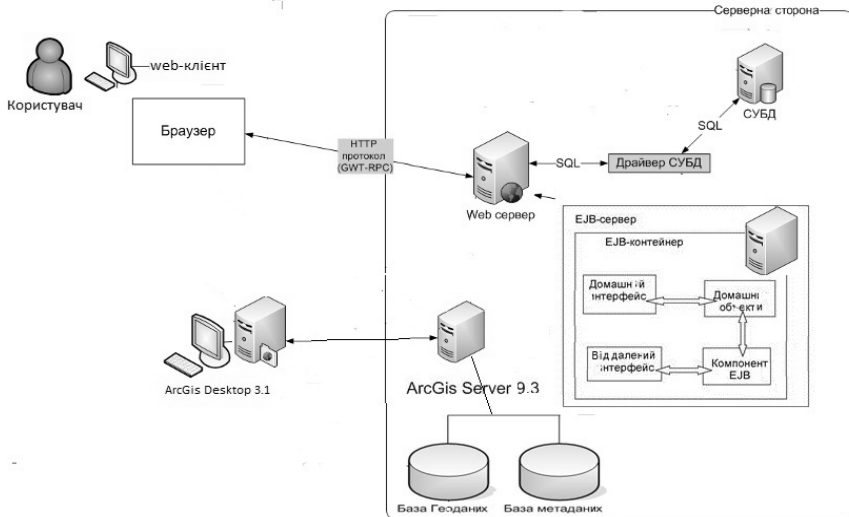 Серверна сторона
web-клієнт
Користувач
Браузер
HTTP
протокол
(GWT-RPC)
Web сервер
SQL
Драйвер СУБД
SQL
СУБД
EJB-сервер
EJB-контейнер
Домашній
інтерфейс
Домашні
об'єкти
Віддалений
інтерфейс
Компонент
EJB
ArcGis Desktop 3.1
ArcGis Server 9.3
База Геоданих
База метаданих